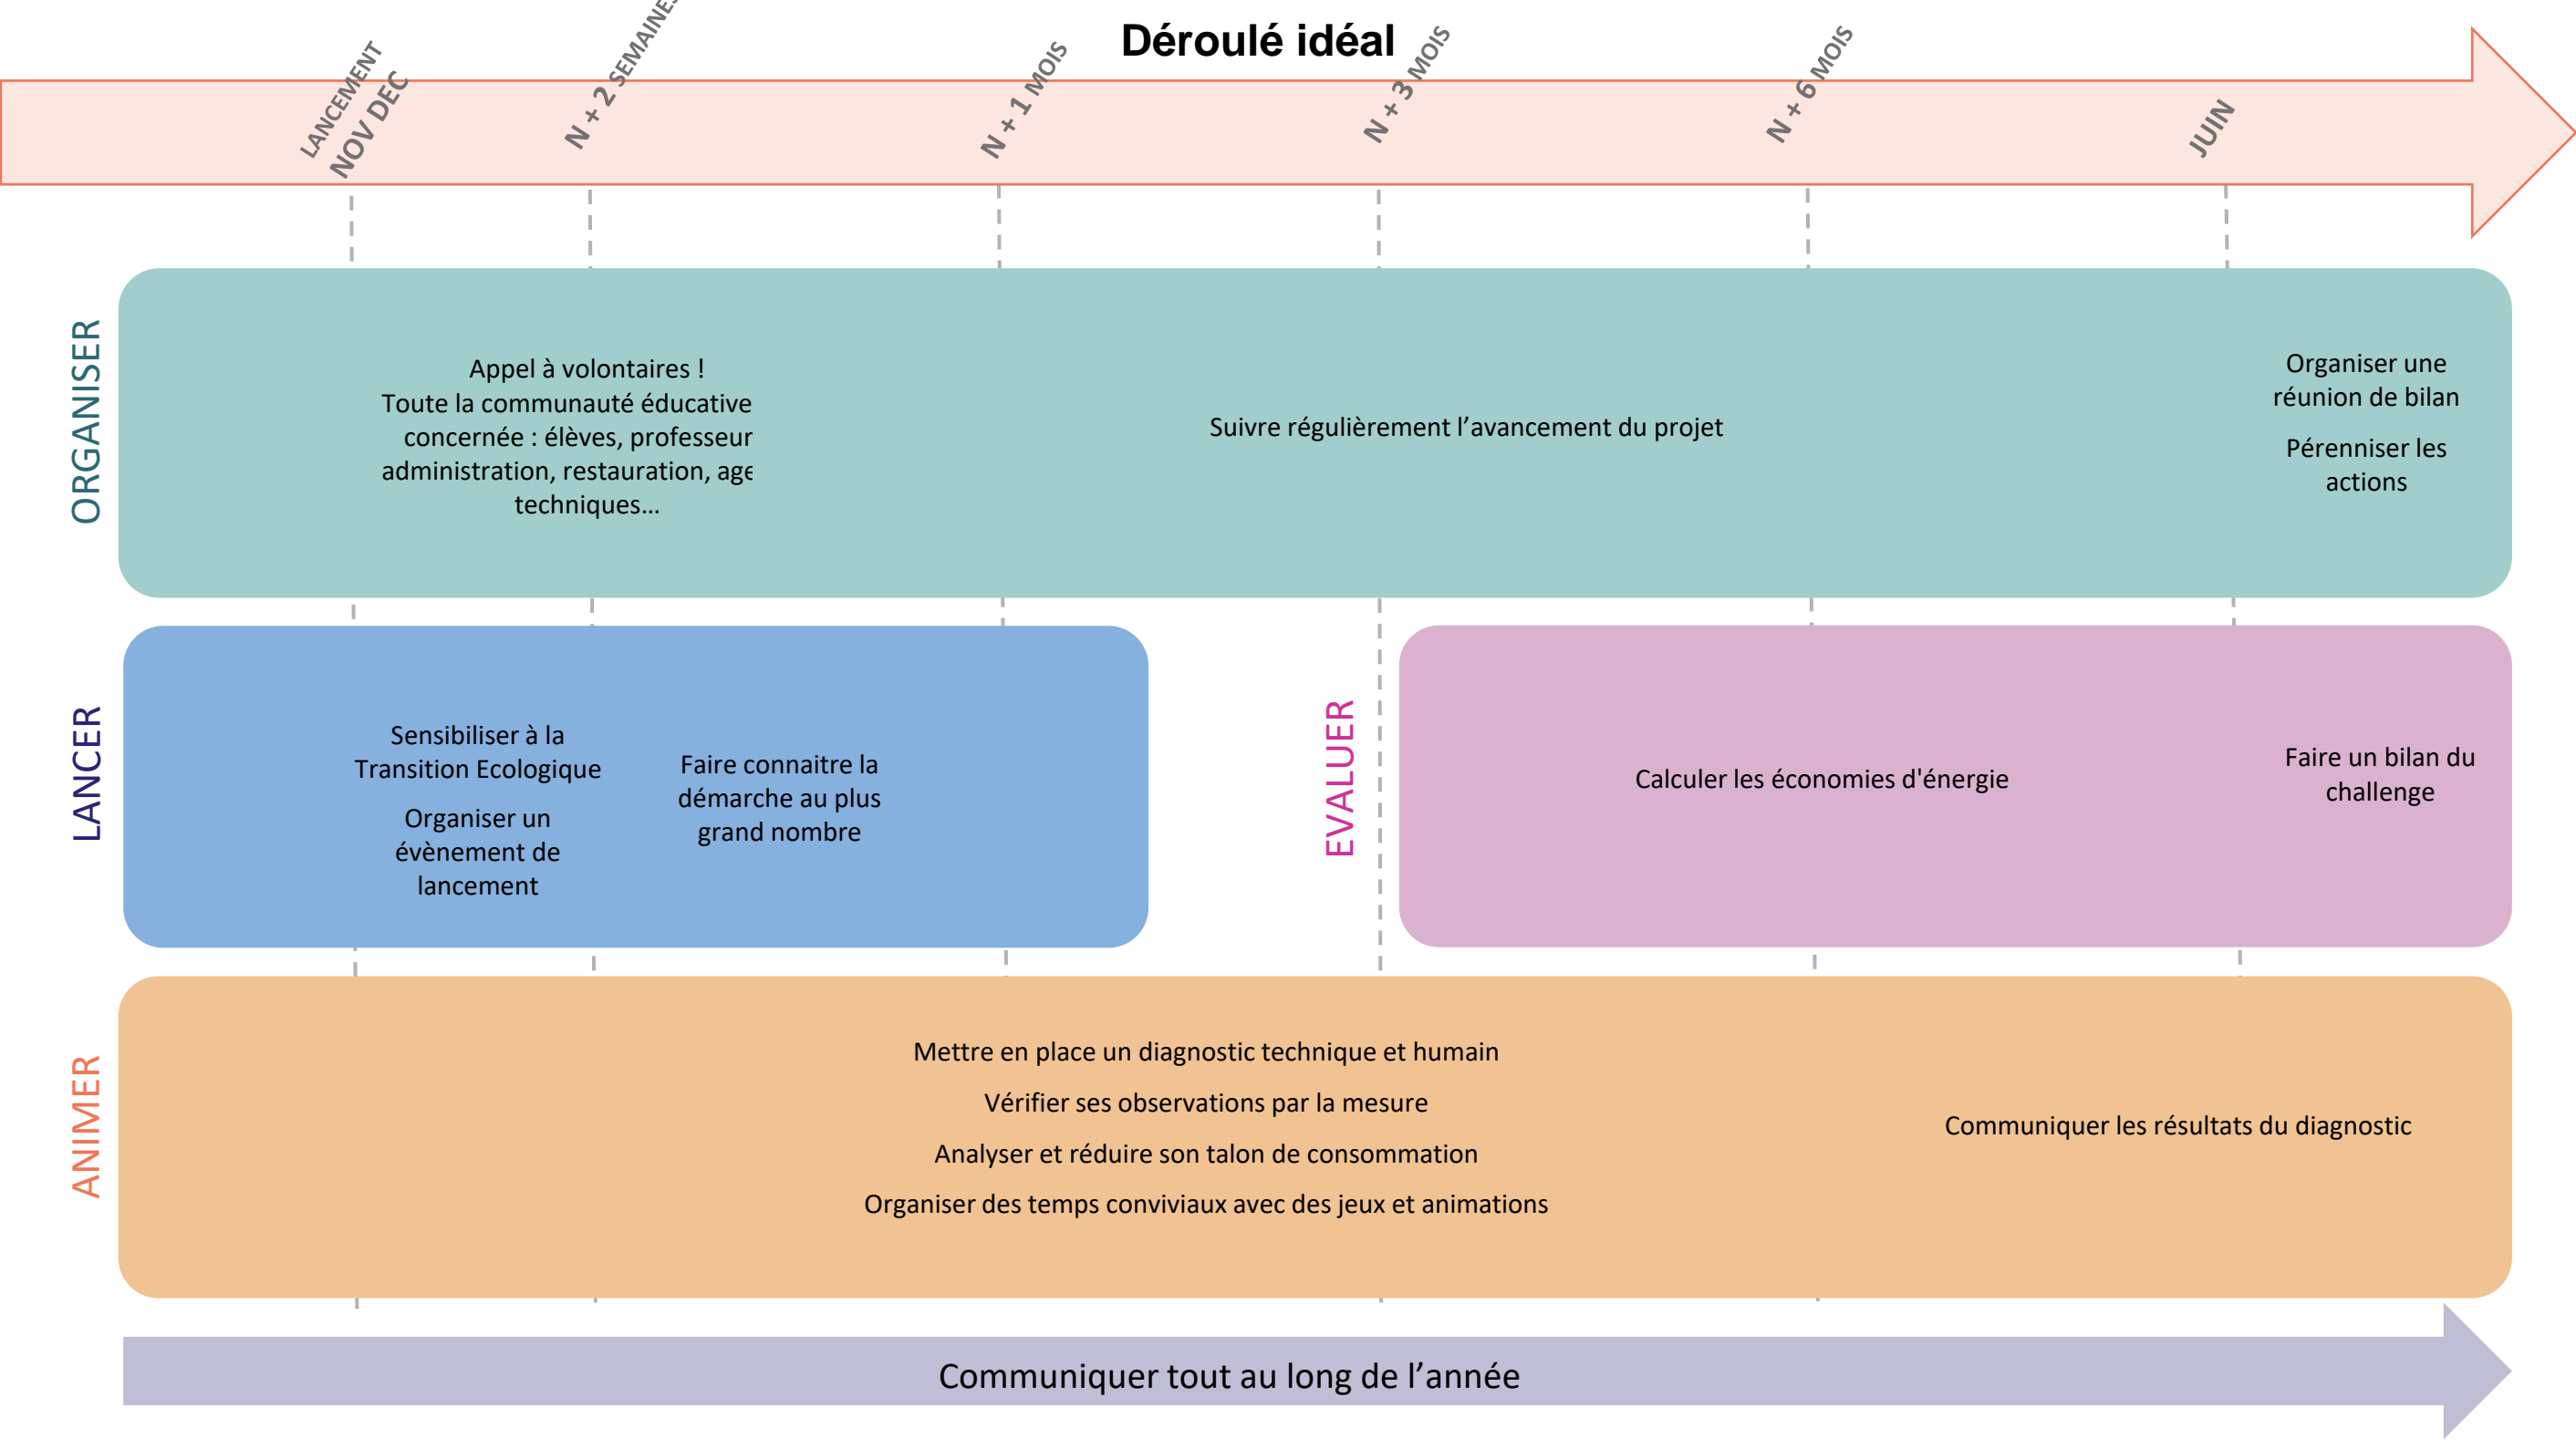 Déroulé idéal
LANCEMENT
NOV DEC
N + 2 SEMAINES
N + 1 MOIS
N + 3 MOIS
N + 6 MOIS
JUIN
ORGANISER
Appel à volontaires !
Toute la communauté éducative
concernée : élèves, professeur
administration, restauration, age
techniques…
Suivre régulièrement l’avancement du projet
Organiser une
réunion de bilan
Pérenniser les
actions
LANCER
Sensibiliser à la
Transition Ecologique
Organiser un
évènement de
lancement
Faire connaitre la
démarche au plus
grand nombre
EVALUER
Calculer les économies d'énergie
Faire un bilan du
challenge
ANIMER
Mettre en place un diagnostic technique et humain
Vérifier ses observations par la mesure
Analyser et réduire son talon de consommation
Organiser des temps conviviaux avec des jeux et animations
Communiquer les résultats du diagnostic
Communiquer tout au long de l’année